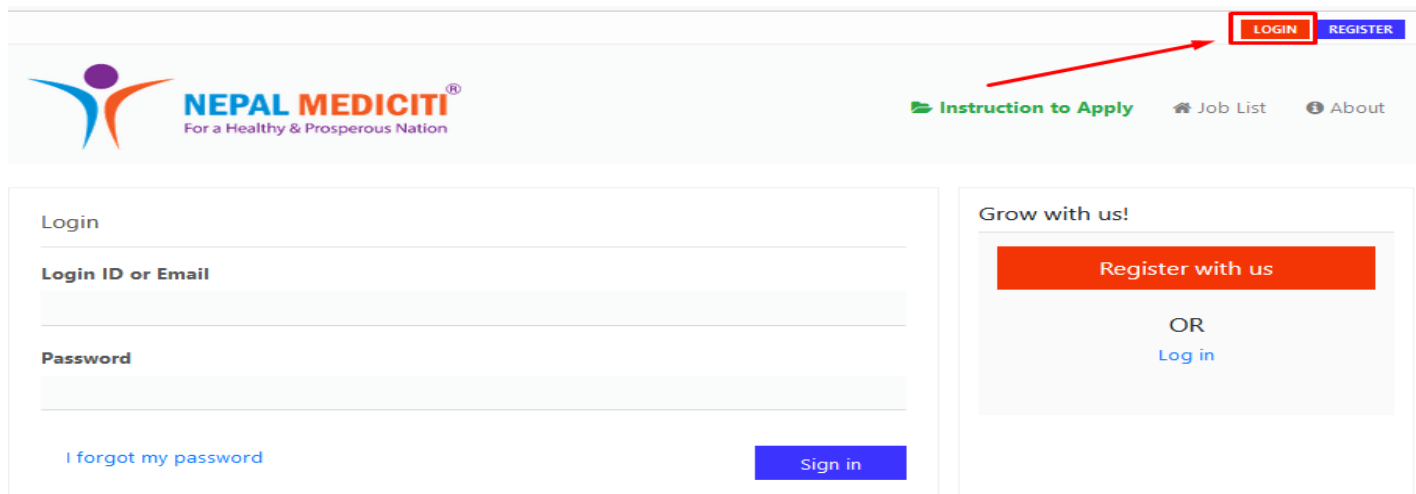 LOGIN REGISTER
NEPAL MEDICITI®
For a Healthy & Prosperous Nation
Instruction to Apply Job List About
Login
Login ID or Email
Password
I forgot my password
Sign in
Grow with us!
Register with us
OR
Log in